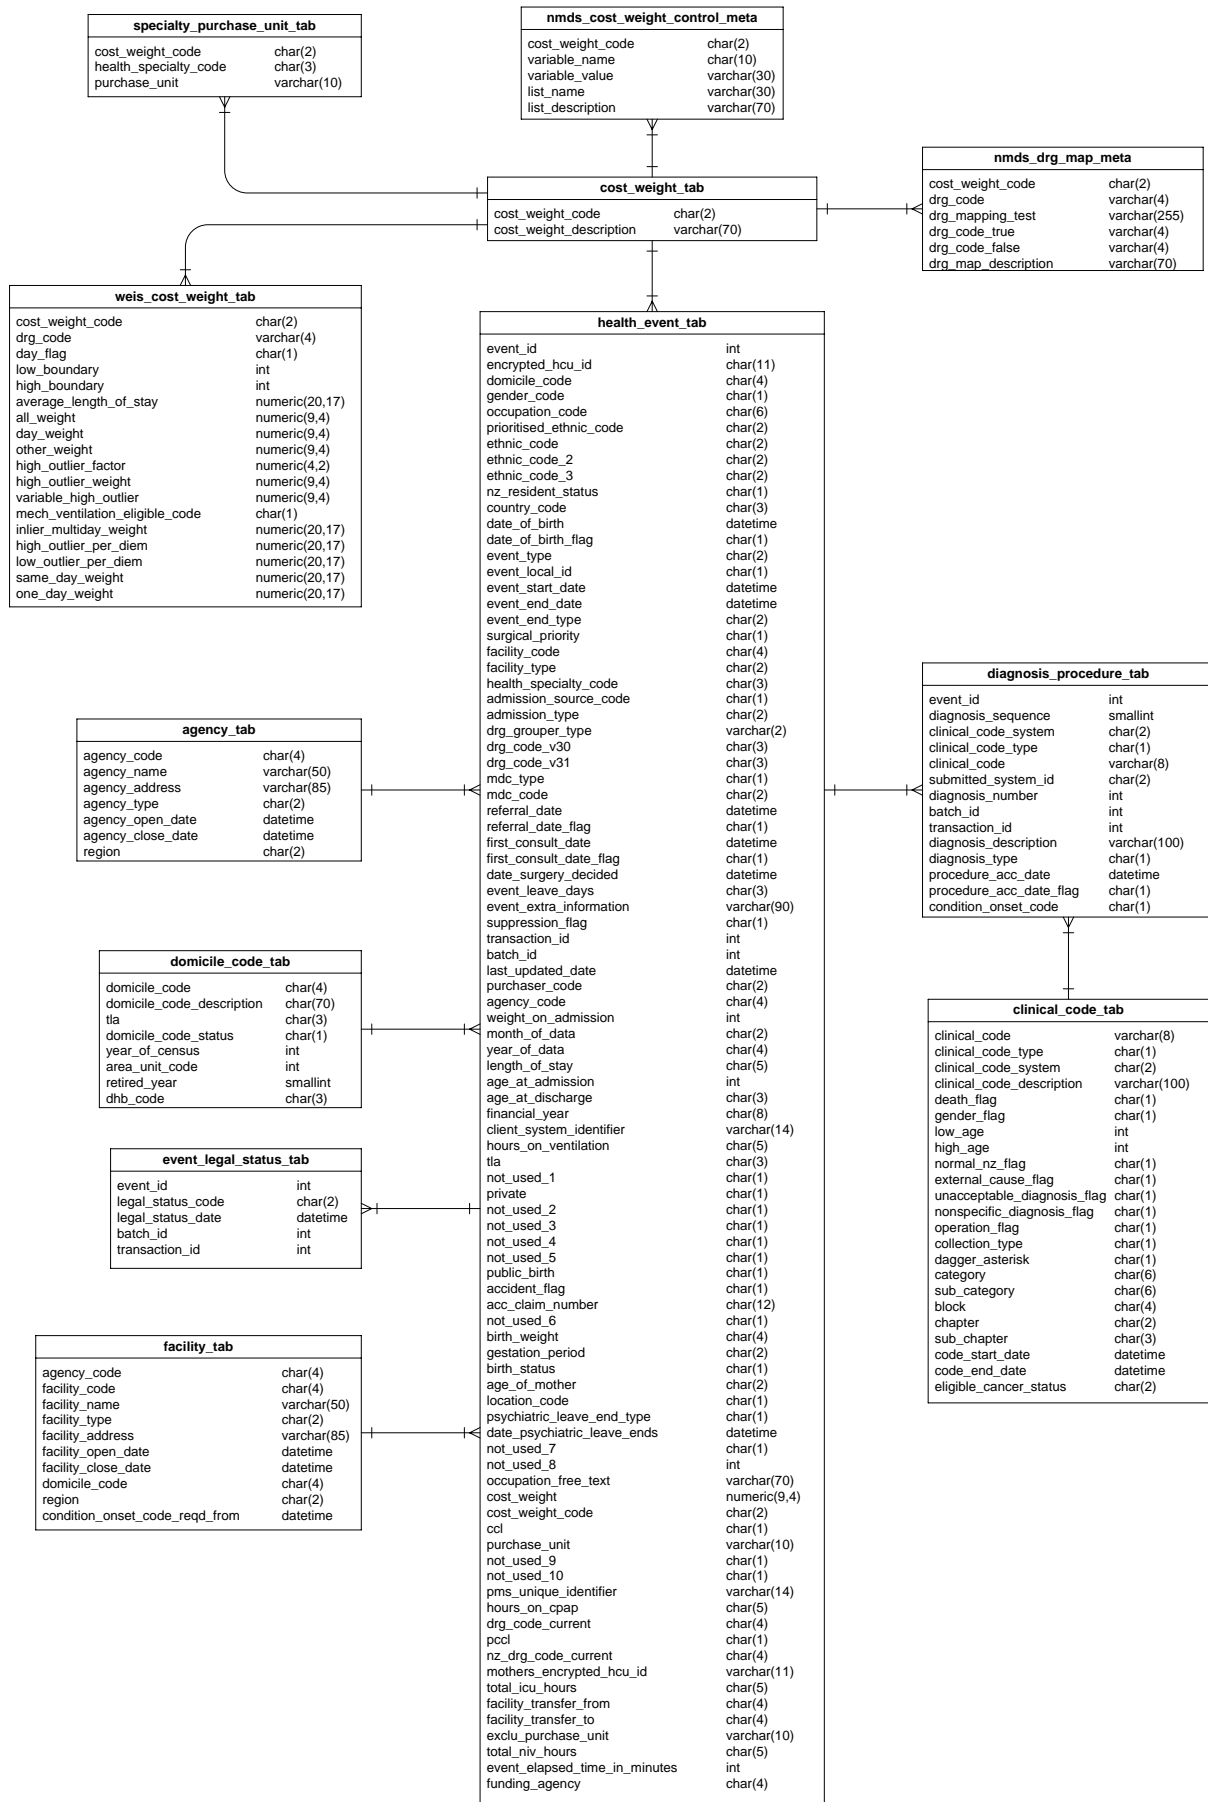 specialty_purchase_unit_tab
cost_weight_code char(2)
health_specialty_code char(3)
purchase_unit varchar(10)
nmds_cost_weight_control_meta
cost_weight_code char(2)
variable_name char(10)
variable_value varchar(30)
list_name varchar(30)
list_description varchar(70)
nmds_drg_map_meta
cost_weight_code char(2)
drg_code varchar(4)
drg_mapping_test varchar(255)
drg_code_true varchar(4)
drg_code_false varchar(4)
drg_map_description varchar(70)
cost_weight_tab
cost_weight_code char(2)
cost_weight_description varchar(70)
weis_cost_weight_tab
cost_weight_code char(2)
drg_code varchar(4)
day_flag char(1)
low_boundary int
high_boundary int
average_length_of_stay numeric(20,17)
all_weight numeric(9,4)
day_weight numeric(9,4)
other_weight numeric(9,4)
high_outlier_factor numeric(4,2)
high_outlier_weight numeric(9,4)
variable_high_outlier numeric(9,4)
mech_ventilation_eligible_code char(1)
inlier_multiday_weight numeric(20,17)
high_outlier_per_diem numeric(20,17)
low_outlier_per_diem numeric(20,17)
same_day_weight numeric(20,17)
one_day_weight numeric(20,17)
health_event_tab
event_id int
encrypted_hcu_id char(11)
domicile_code char(4)
gender_code char(1)
occupation_code char(6)
prioritised_ethnic_code char(2)
ethnic_code char(2)
ethnic_code_2 char(2)
ethnic_code_3 char(2)
nz_resident_status char(1)
country_code char(3)
date_of_birth datetime
date_of_birth_flag char(1)
event_type char(2)
event_local_id char(1)
event_start_date datetime
event_end_date datetime
event_end_type char(2)
surgical_priority char(1)
facility_code char(4)
facility_type char(2)
health_specialty_code char(3)
admission_source_code char(1)
admission_type char(2)
drg_grouper_type varchar(2)
drg_code_v30 char(3)
drg_code_v31 char(3)
mdc_type char(1)
mdc_code char(2)
referral_date datetime
referral_date_flag char(1)
first_consult_date datetime
first_consult_date_flag char(1)
date_surgery_decided datetime
event_leave_days char(3)
event_extra_information varchar(90)
suppression_flag char(1)
transaction_id int
batch_id int
last_updated_date datetime
purchaser_code char(2)
agency_code char(4)
weight_on_admission int
month_of_data char(2)
year_of_data char(4)
length_of_stay char(5)
age_at_admission int
age_at_discharge char(3)
financial_year char(8)
client_system_identifier varchar(14)
hours_on_ventilation char(5)
tla char(3)
not_used_1 char(1)
private char(1)
not_used_2 char(1)
not_used_3 char(1)
not_used_4 char(1)
not_used_5 char(1)
public_birth char(1)
accident_flag char(1)
acc_claim_number char(12)
not_used_6 char(1)
birth_weight char(4)
gestation_period char(2)
birth_status char(1)
age_of_mother char(2)
location_code char(1)
psychiatric_leave_end_type char(1)
date_psychiatric_leave_ends datetime
not_used_7 char(1)
not_used_8 int
occupation_free_text varchar(70)
cost_weight numeric(9,4)
cost_weight_code char(2)
ccl char(1)
purchase_unit varchar(10)
not_used_9 char(1)
not_used_10 char(1)
pms_unique_identifier varchar(14)
hours_on_cpap char(5)
drg_code_current char(4)
pccl char(1)
nz_drg_code_current char(4)
mothers_encrypted_hcu_id varchar(11)
total_icu_hours char(5)
facility_transfer_from char(4)
facility_transfer_to char(4)
exclu_purchase_unit varchar(10)
total_niv_hours char(5)
event_elapsed_time_in_minutes int
funding_agency char(4)
agency_tab
agency_code char(4)
agency_name varchar(50)
agency_address varchar(85)
agency_type char(2)
agency_open_date datetime
agency_close_date datetime
region char(2)
domicile_code_tab
domicile_code char(4)
domicile_code_description char(70)
tla char(3)
domicile_code_status char(1)
year_of_census int
area_unit_code int
retired_year smallint
dhb_code char(3)
event_legal_status_tab
event_id int
legal_status_code char(2)
legal_status_date datetime
batch_id int
transaction_id int
facility_tab
agency_code char(4)
facility_code char(4)
facility_name varchar(50)
facility_type char(2)
facility_address varchar(85)
facility_open_date datetime
facility_close_date datetime
domicile_code char(4)
region char(2)
condition_onset_code_reqd_from datetime
diagnosis_procedure_tab
event_id int
diagnosis_sequence smallint
clinical_code_system char(2)
clinical_code_type char(1)
clinical_code varchar(8)
submitted_system_id char(2)
diagnosis_number int
batch_id int
transaction_id int
diagnosis_description varchar(100)
diagnosis_type char(1)
procedure_acc_date datetime
procedure_acc_date_flag char(1)
condition_onset_code char(1)
clinical_code_tab
clinical_code varchar(8)
clinical_code_type char(1)
clinical_code_system char(2)
clinical_code_description varchar(100)
death_flag char(1)
gender_flag char(1)
low_age int
high_age int
normal_nz_flag char(1)
external_cause_flag char(1)
unacceptable_diagnosis_flag char(1)
nonspecific_diagnosis_flag char(1)
operation_flag char(1)
collection_type char(1)
dagger_asterisk char(1)
category char(6)
sub_category char(6)
block char(4)
chapter char(2)
sub_chapter char(3)
code_start_date datetime
code_end_date datetime
eligible_cancer_status char(2)